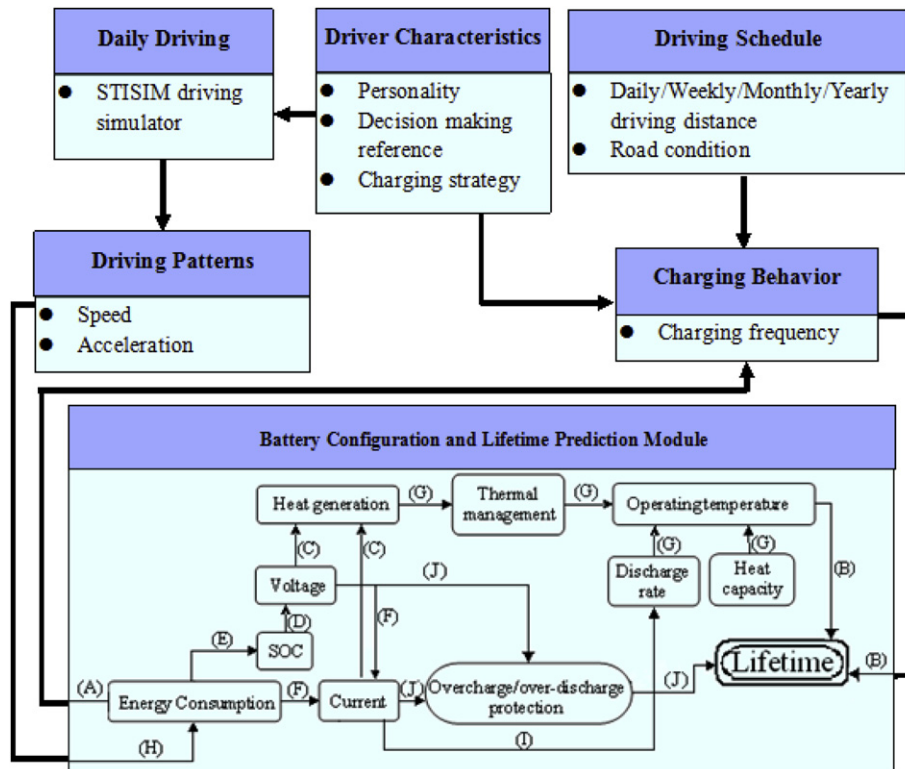 Daily Driving
● STISIM driving
simulator
Driver Characteristics
● Personality
● Decision making
reference
● Charging strategy
Driving Schedule
● Daily/Weekly/Monthly/Yearly
driving distance
● Road condition
Driving Patterns
● Speed
● Acceleration
Charging Behavior
● Charging frequency
Battery Configuration and Lifetime Prediction Module
Heat generation
(G)
Thermal
management
(G)
Operating temperature
(C)
(C)
(G)
(G)
(B)
Voltage
(J)
(F)
Discharge
rate
Heat
capacity
(D)
(E)
SOC
Lifetime
(B)
(A)
Energy Consumption
(F)
Current
(J)
Overcharge/over-discharge
protection
(J)
(H)
(I)